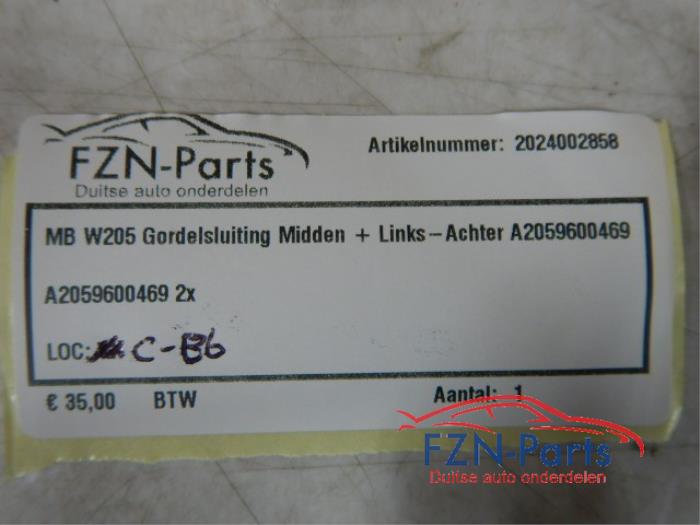 FZN-Parts
Duitse auto onderdelen
Artikelnummer: 2024002858
MB W205 Gordelsluiting Midden + Links-Achter A2059600469
A2059600469 2x
LOC: C-B6
€ 35,00 BTW Aantal: 1
FZN-Parts
Duitse auto onderdelen